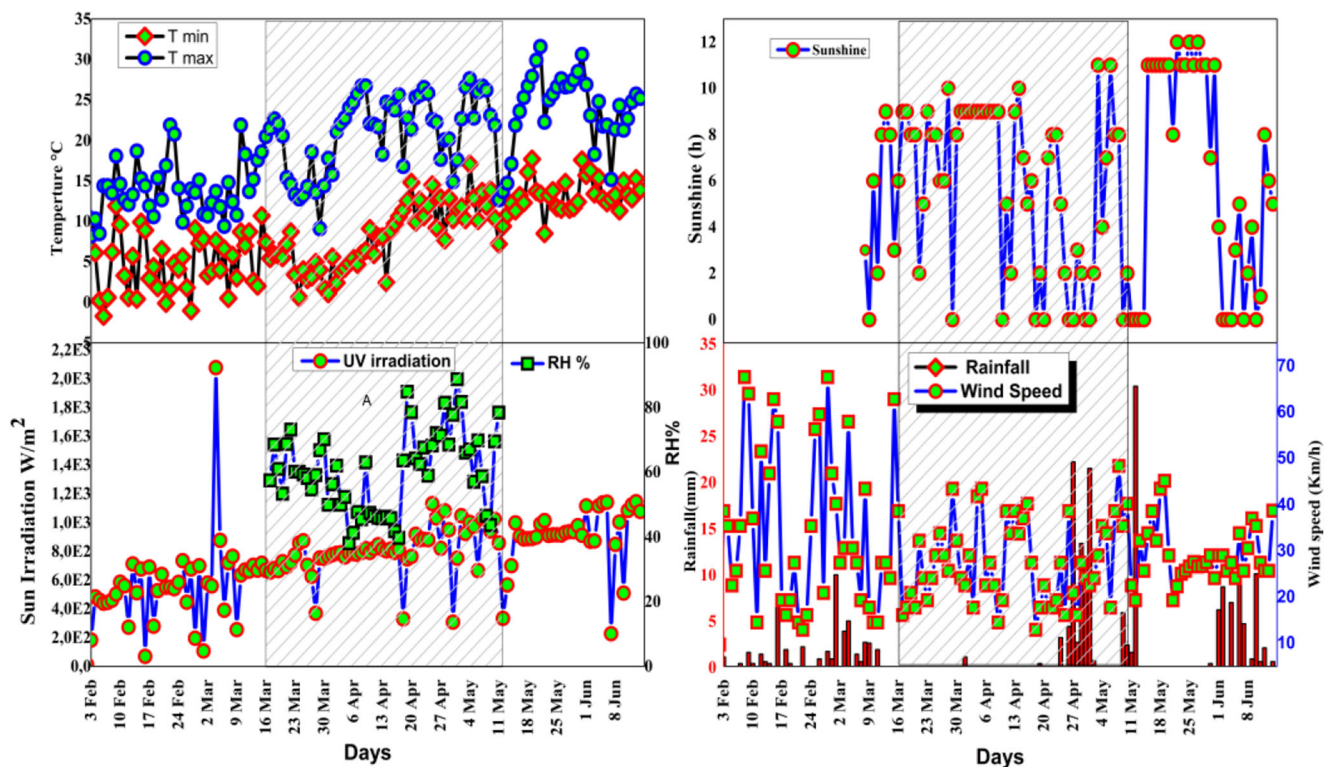 35
30
25
20
15
10
5
0
5
Temperture °C
T min
T max
12
10
8
6
4
2
0
Sunshine (h)
Sunshine
2,2E3
2,0E3
1,8E3
1,6E3
1,4E3
1,2E3
1,0E3
8,0E2
6,0E2
4,0E2
2,0E2
0,0
Sun Irradiation W/m²
UV irradiation
RH %
A
100
80
60
40
20
0
RH%
3 Feb
10 Feb
17 Feb
24 Feb
2 Mar
9 Mar
16 Mar
23 Mar
30 Mar
6 Apr
13 Apr
20 Apr
27 Apr
4 May
11 May
18 May
25 May
1 Jun
8 Jun
Days
35
30
25
20
15
10
5
0
Rainfall(mm)
Rainfall
Wind Speed
70
60
50
40
30
20
10
Wind speed (Km/h)
3 Feb
10 Feb
17 Feb
24 Feb
2 Mar
9 Mar
16 Mar
23 Mar
30 Mar
6 Apr
13 Apr
20 Apr
27 Apr
4 May
11 May
18 May
25 May
1 Jun
8 Jun
Days